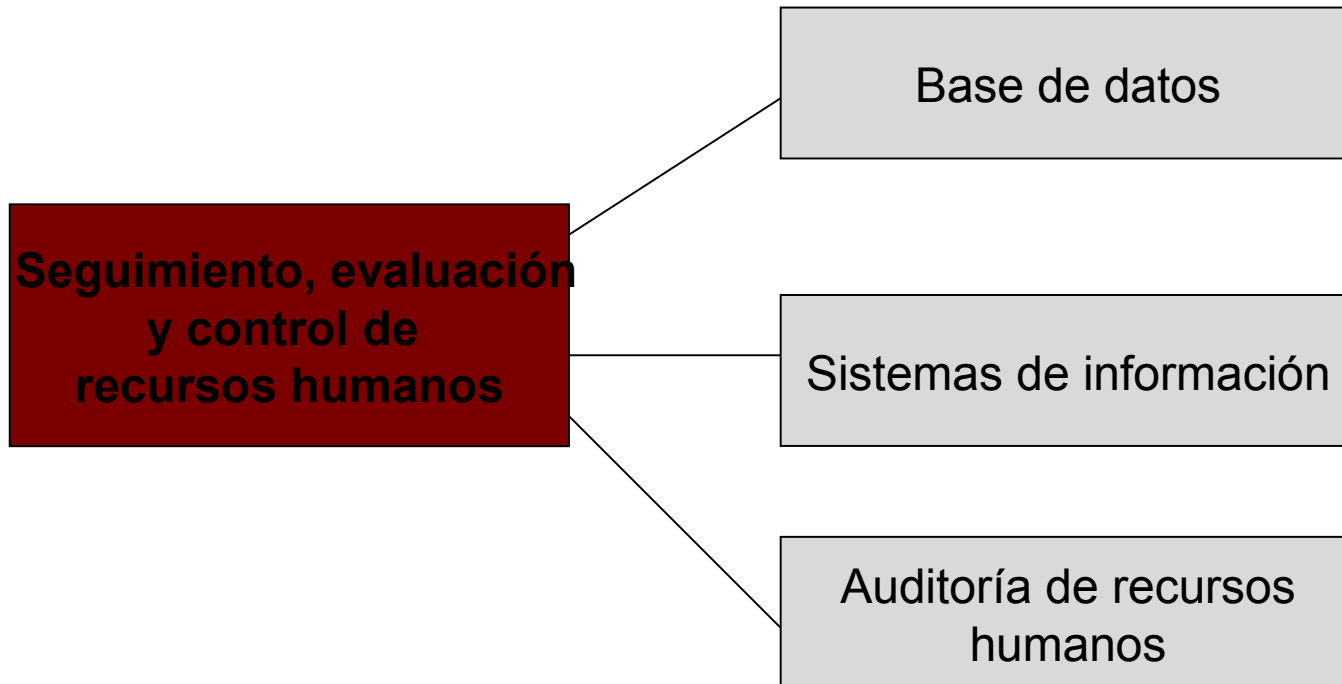 Base de datos
Seguimiento, evaluación
y control de
recursos humanos
Sistemas de información
Auditoría de recursos
humanos